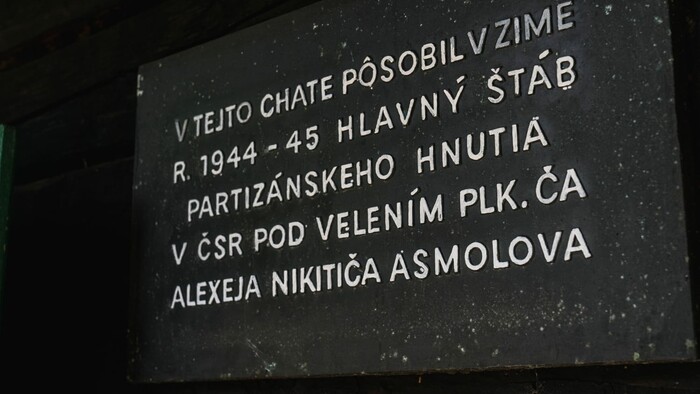 V TEJTO CHATE PÔSOBIL V ZIME
R. 1944 - 45 HLAVNÝ ŠTÁB
PARTIZÁNSKEHO HNUTIA
V ČSR POD VELENÍM PLK. ČA
ALEXEJA NIKITIČA ASMOLOVA